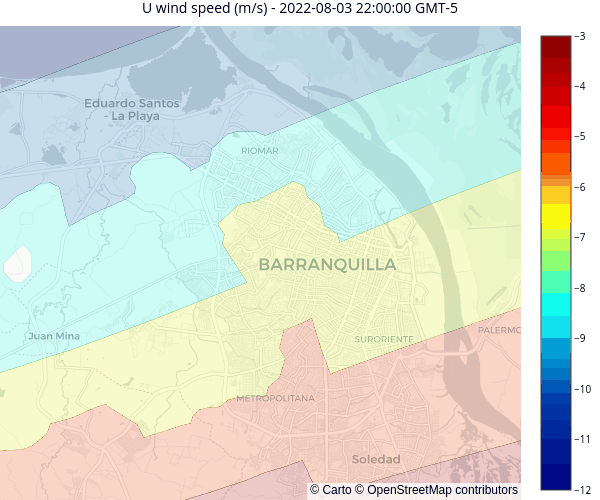 U wind speed (m/s) - 2022-08-03 22:00:00 GMT-5
Eduardo Santos
- La Playa
RIOMAR
BARRANQUILLA
Juan Mina
SURORIENTE
PALERMO
METROPOLITANA
Soledad
© Carto © OpenStreetMap contributors
−3
−4
−5
−6
−7
−8
−9
−10
−11
−12